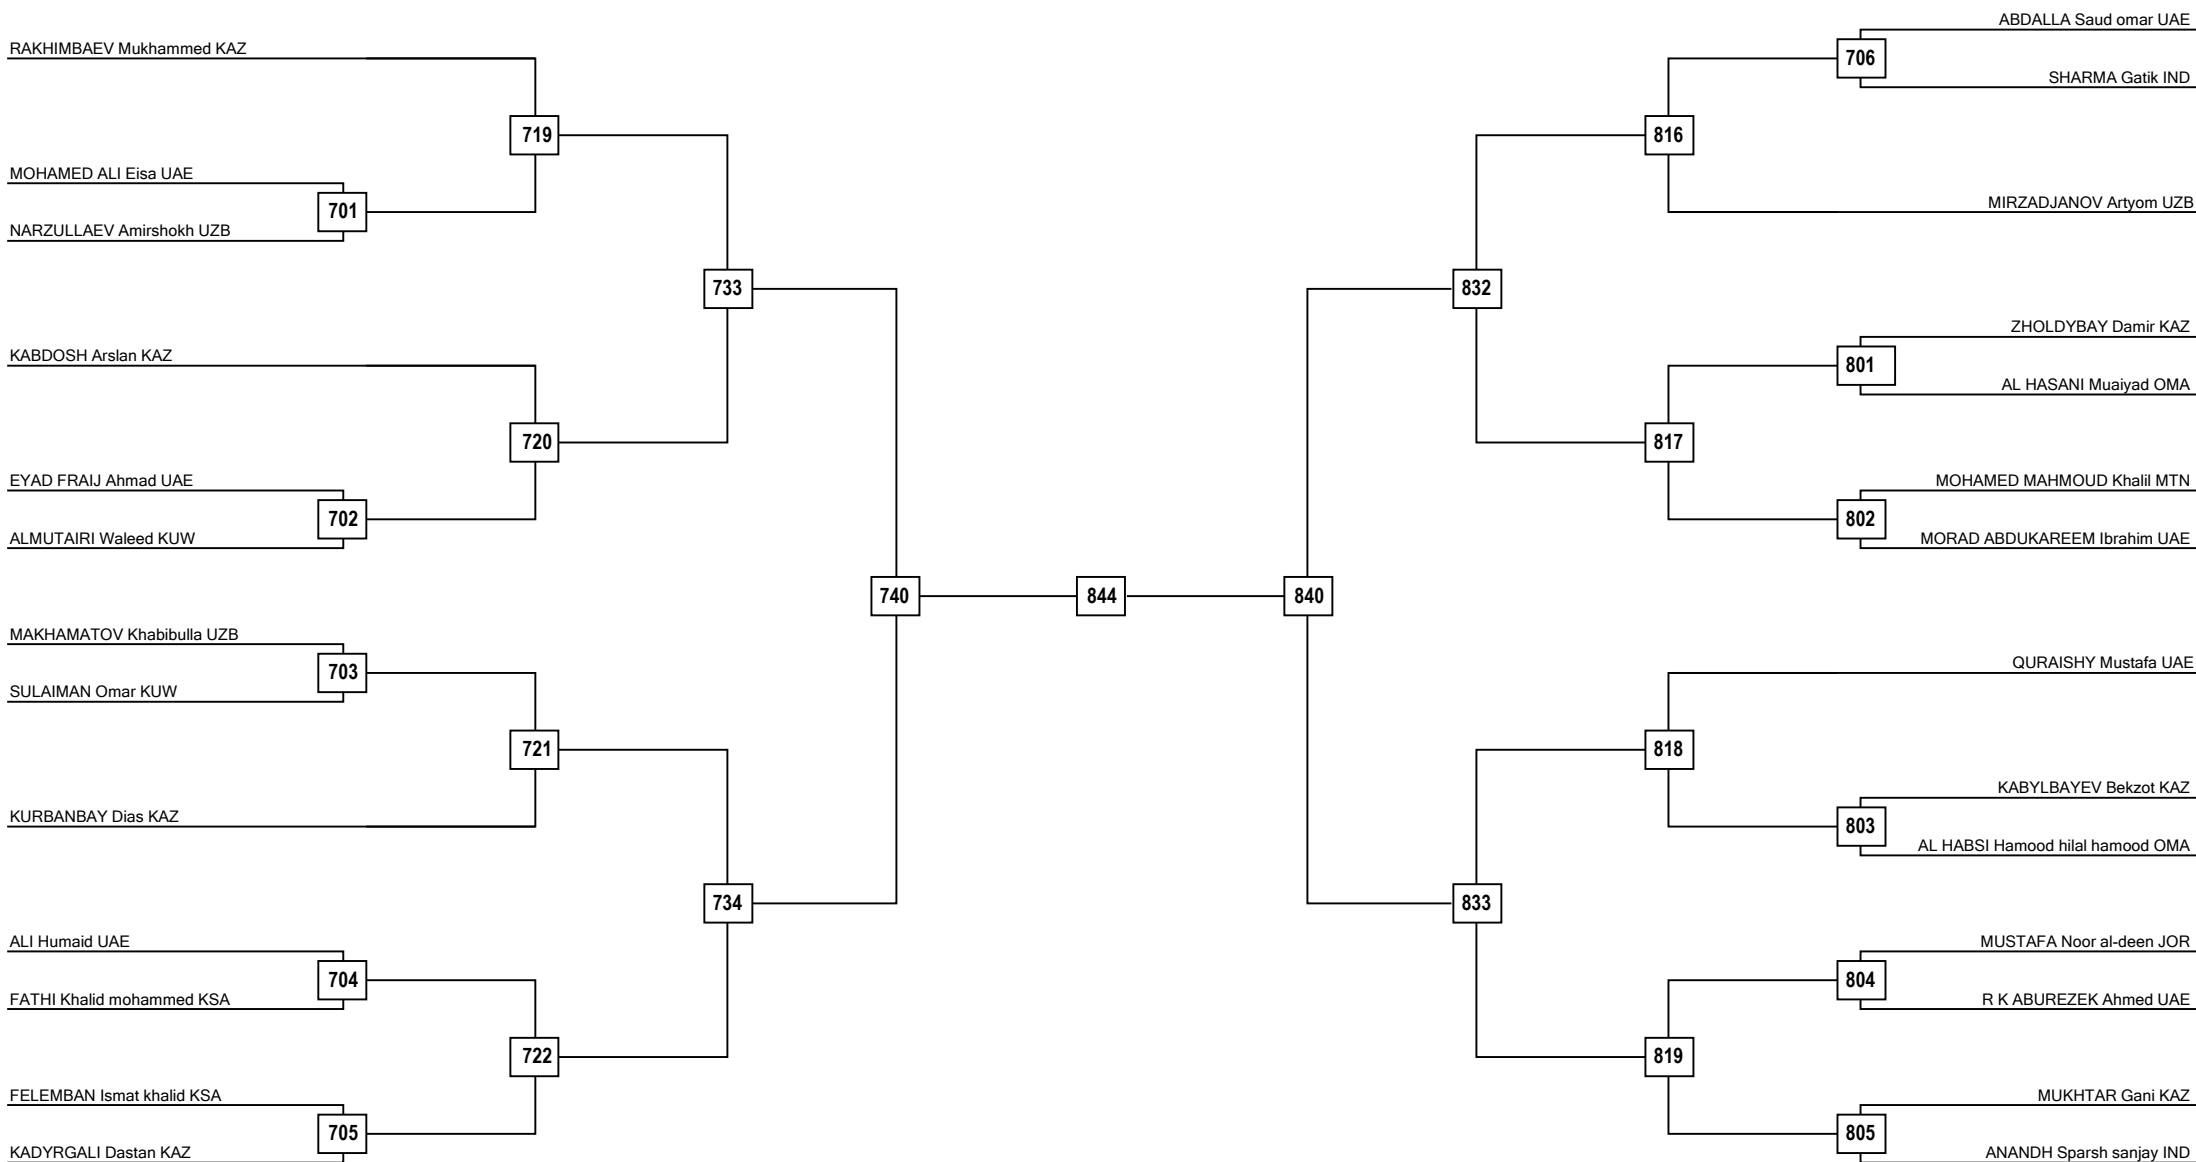 RAKHIMBAEV Mukhammed KAZ
719
MOHAMED ALI Eisa UAE
701
NARZULLAEV Amirshokh UZB
733
KABDOSH Arslan KAZ
720
EYAD FRAIJ Ahmad UAE
702
ALMUTAIRI Waleed KUW
740
MAKHAMATOV Khabibulla UZB
703
SULAIMAN Omar KUW
721
KURBANBAY Dias KAZ
734
ALI Humaid UAE
704
FATHI Khalid mohammed KSA
722
FELEMBAN Ismat khalid KSA
705
KADYRGALI Dastan KAZ
844
ABDALLA Saud omar UAE
706
SHARMA Gatik IND
816
MIRZADJANOV Artyom UZB
832
ZHOLDYBAY Damir KAZ
801
AL HASANI Muaiyad OMA
817
MOHAMED MAHMOUD Khalil MTN
802
MORAD ABDUKAREEM Ibrahim UAE
840
QURAISHY Mustafa UAE
818
KABYLBAYEV Bekzot KAZ
803
AL HABSI Hamood hilal hamood OMA
833
MUSTAFA Noor al-deen JOR
804
R K ABUREZEK Ahmed UAE
819
MUKHTAR Gani KAZ
805
ANANDH Sparsh sanjay IND